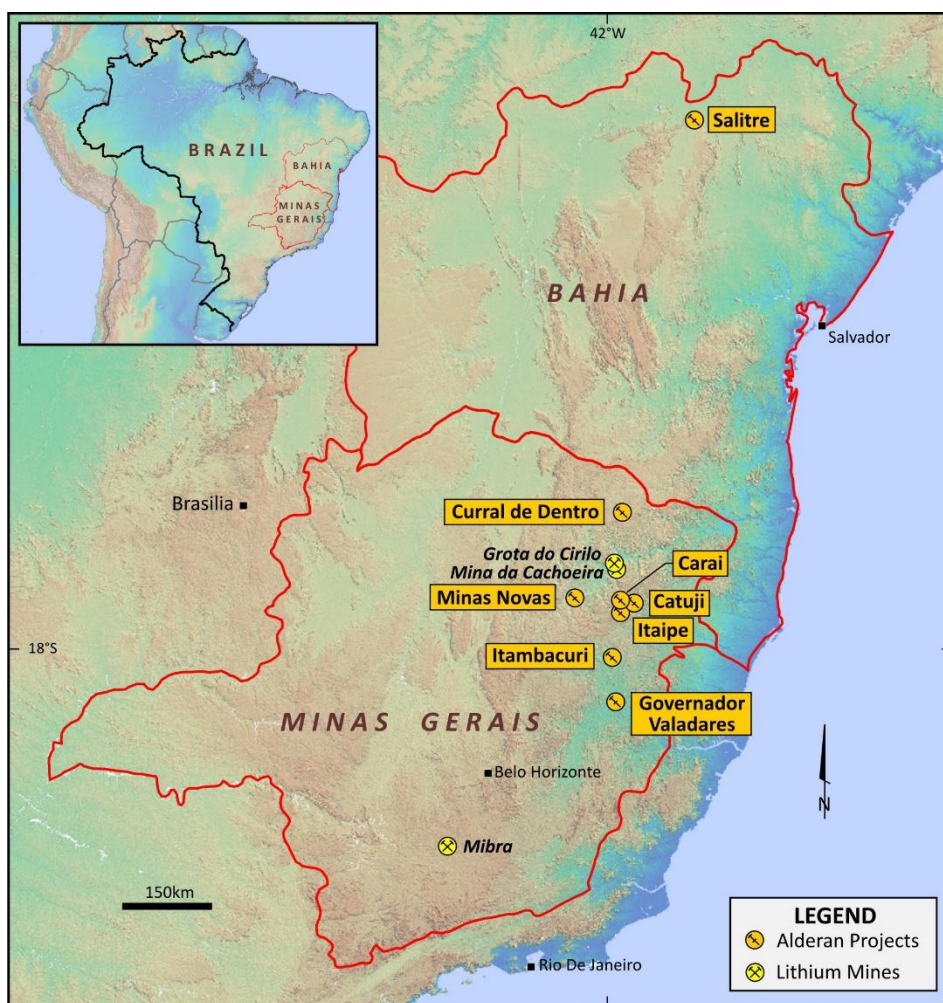 42°W
Salitre
BRAZIL
BAHIA
MINAS
GERAIS
BAHIA
Salvador
Brasilia
Curral de Dentro
Grota do Cirilo
Mina da Cachoeira
Carai
Minas Novas
Catuji
Itaipe
18°S
Itambacuri
MINAS GERAIS
Governador
Valadares
Belo Horizonte
N
Mibra
150km
LEGEND
Alderan Projects
Lithium Mines
Rio De Janeiro